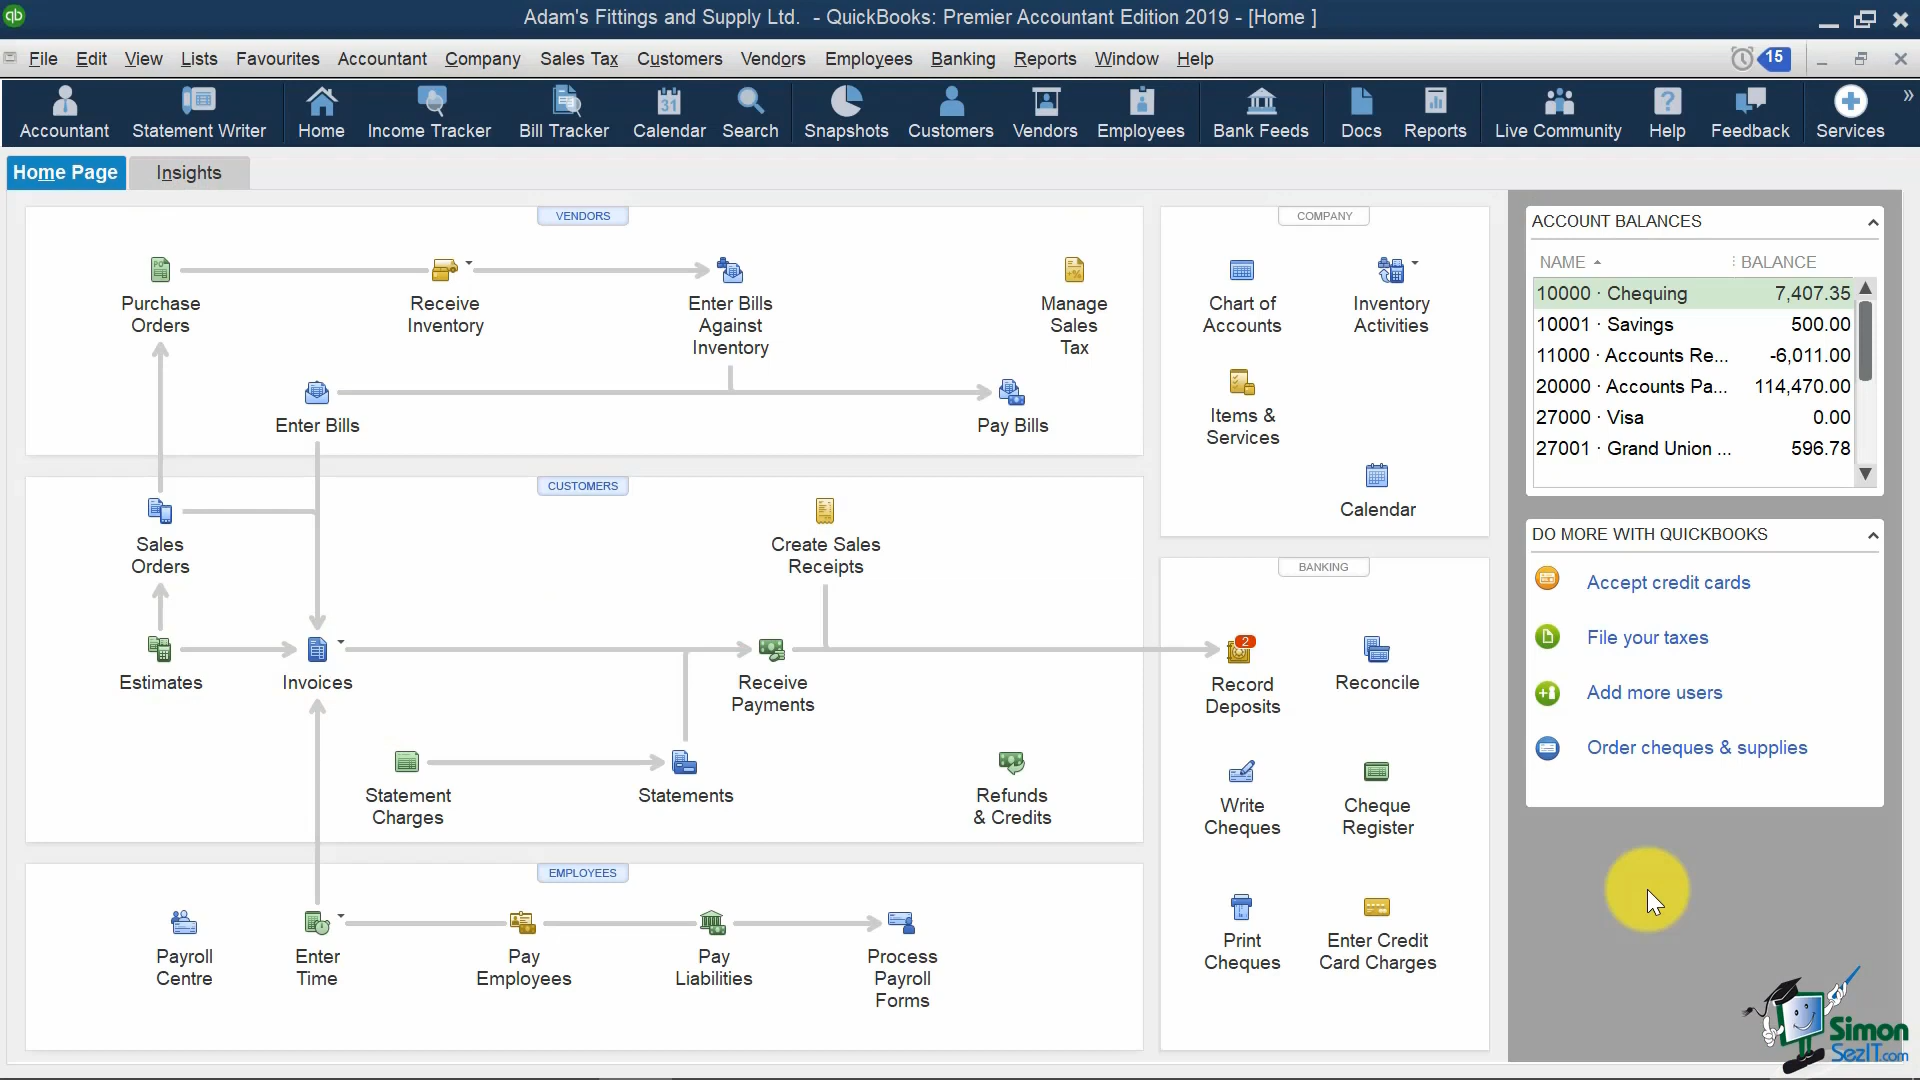 qb
Adam's Fittings and Supply Ltd. - QuickBooks: Premier Accountant Edition 2019 - [Home ]
File Edit View Lists Favourites Accountant Company Sales Tax Customers Vendors Employees Banking Reports Window Help
15
Accountant Statement Writer Home Income Tracker Bill Tracker Calendar Search Snapshots Customers Vendors Employees Bank Feeds Docs Reports Live Community Help Feedback Services
31
Home Page
Insights
VENDORS
Purchase
Orders
Receive
Inventory
Enter Bills
Against
Inventory
Manage
Sales
Tax
Enter Bills
Pay Bills
CUSTOMERS
Sales
Orders
Create Sales
Receipts
Estimates
Invoices
Receive
Payments
Statement
Charges
Statements
Refunds
& Credits
EMPLOYEES
Payroll
Centre
Enter
Time
Pay
Employees
Pay
Liabilities
Process
Payroll
Forms
COMPANY
Chart of
Accounts
Inventory
Activities
Items &
Services
Calendar
BANKING
2
Record
Deposits
Reconcile
Write
Cheques
Cheque
Register
Print
Cheques
Enter Credit
Card Charges
ACCOUNT BALANCES
NAME BALANCE
10000 · Chequing 7,407.35
10001 · Savings 500.00
11000 · Accounts Re... -6,011.00
20000 · Accounts Pa... 114,470.00
27000 · Visa 0.00
27001 · Grand Union ... 596.78
DO MORE WITH QUICKBOOKS
Accept credit cards
File your taxes
Add more users
Order cheques & supplies
Simon
SezIT.com